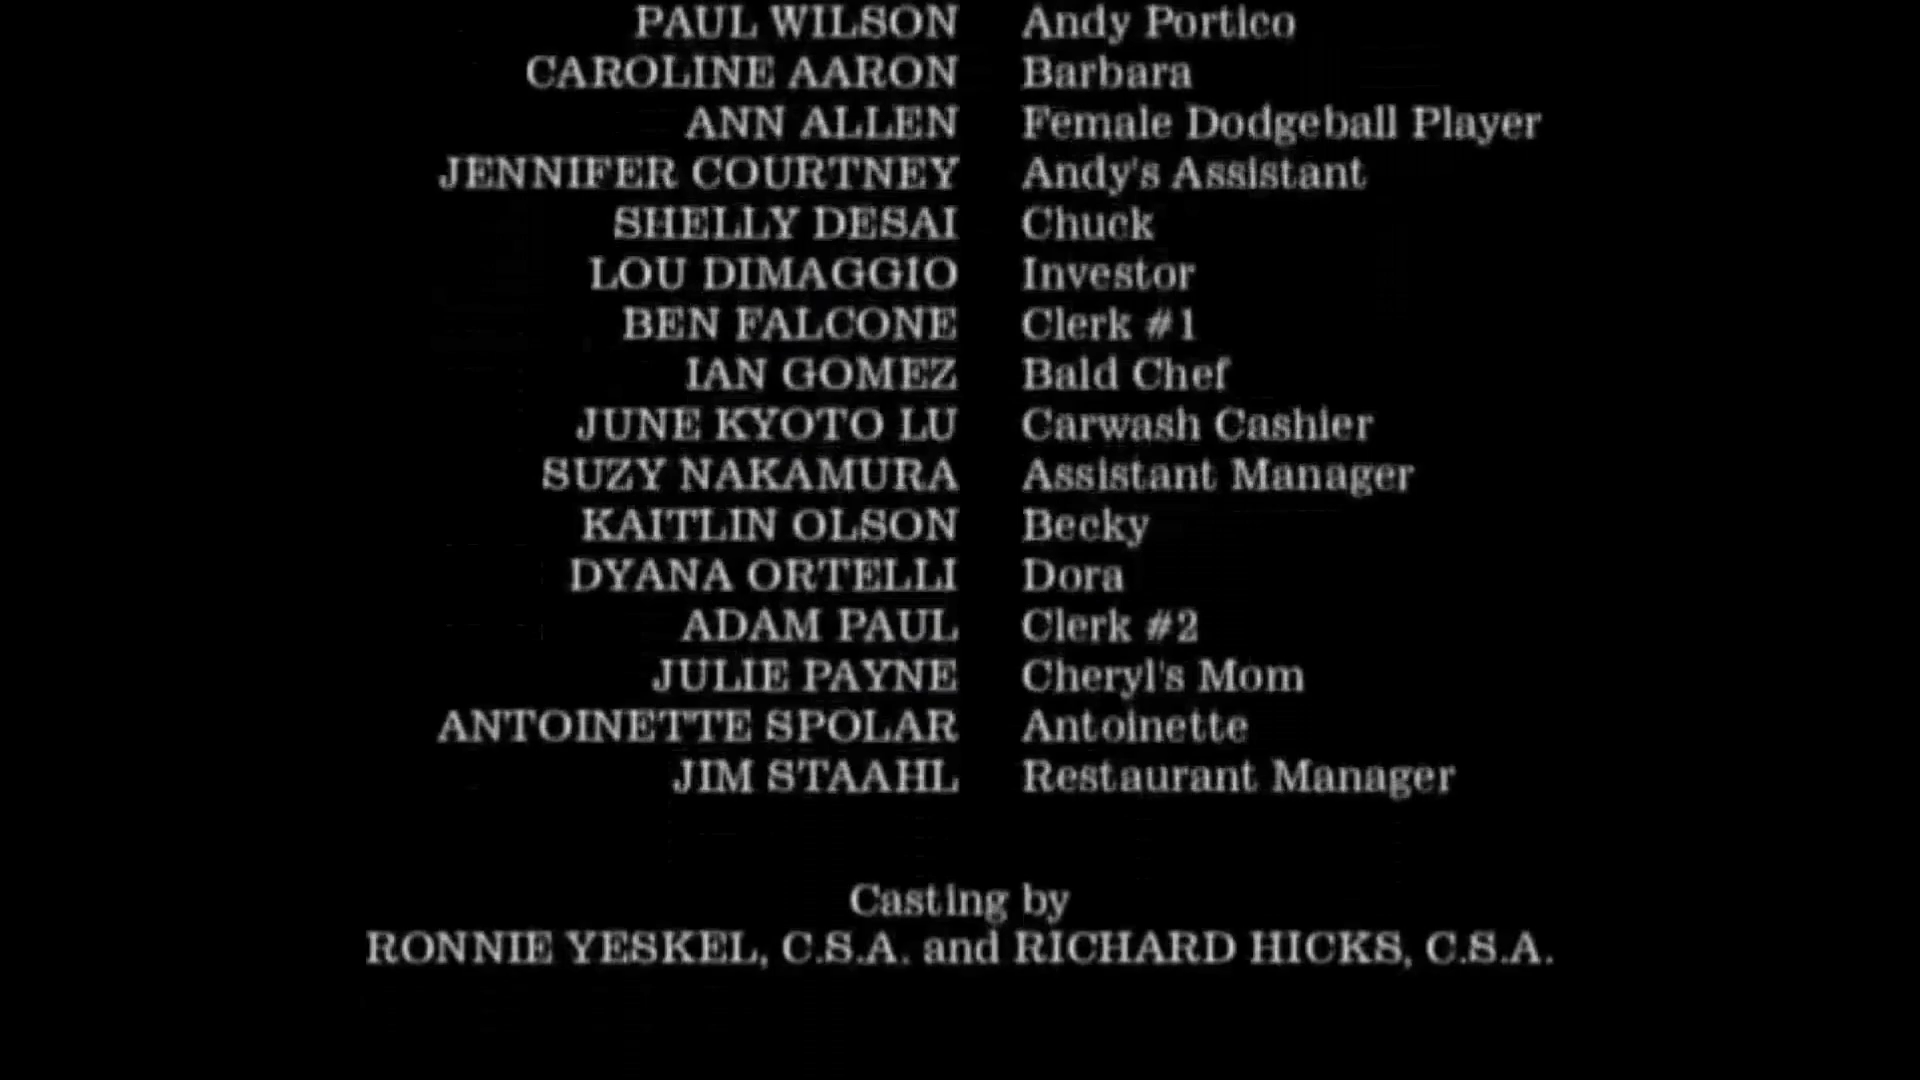 PAUL WILSON Andy Portico
CAROLINE AARON Barbara
ANN ALLEN Female Dodgeball Player
JENNIFER COURTNEY Andy's Assistant
SHELLY DESAI Chuck
LOU DIMAGGIO Investor
BEN FALCONE Clerk #1
IAN GOMEZ Bald Chef
JUNE KYOTO LU Carwash Cashier
SUZY NAKAMURA Assistant Manager
KAITLIN OLSON Becky
DYANA ORTELLI Dora
ADAM PAUL Clerk #2
JULIE PAYNE Cheryl's Mom
ANTOINETTE SPOLAR Antoinette
JIM STAAHL Restaurant Manager
Casting by
RONNIE YESKEL, C.S.A. and RICHARD HICKS, C.S.A.